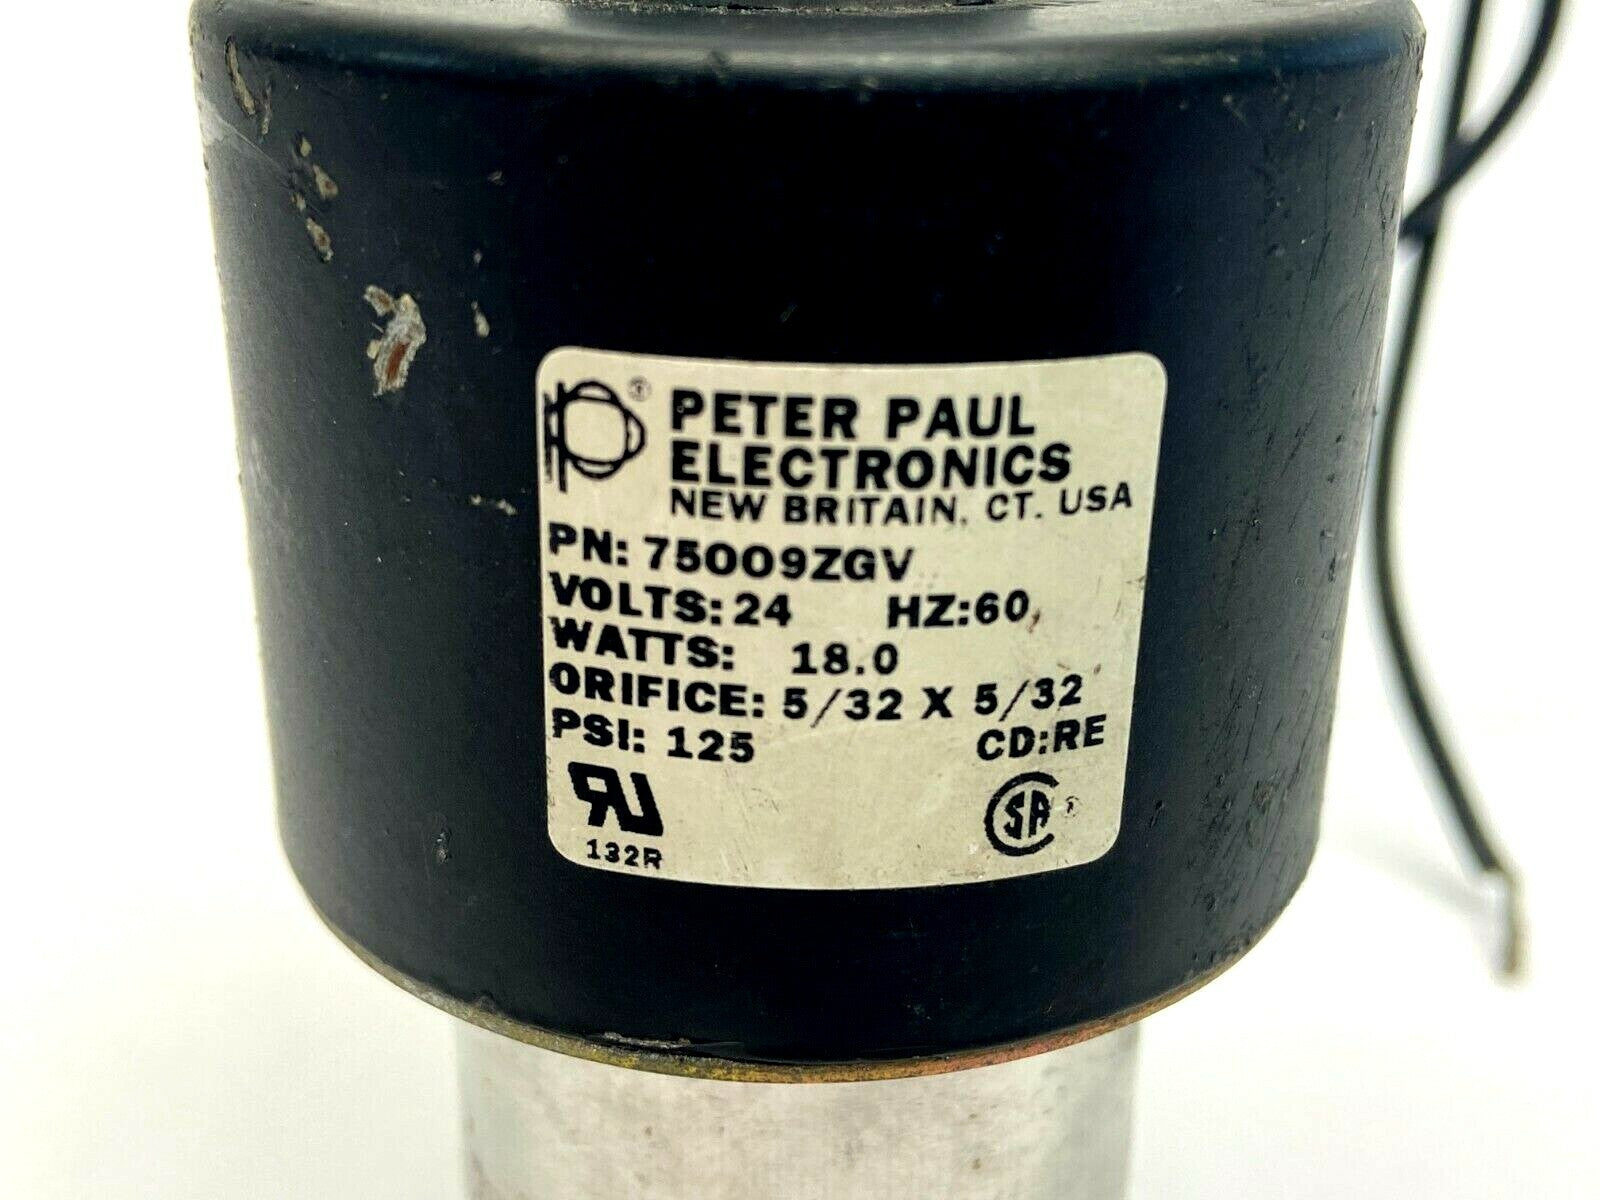 PETER PAUL
ELECTRONICS
NEW BRITAIN, CT. USA
PN: 75009ZGV
VOLTS: 24 HZ:60
WATTS: 18.0
ORIFICE: 5/32 X 5/32
PSI: 125 CD:RE
132R